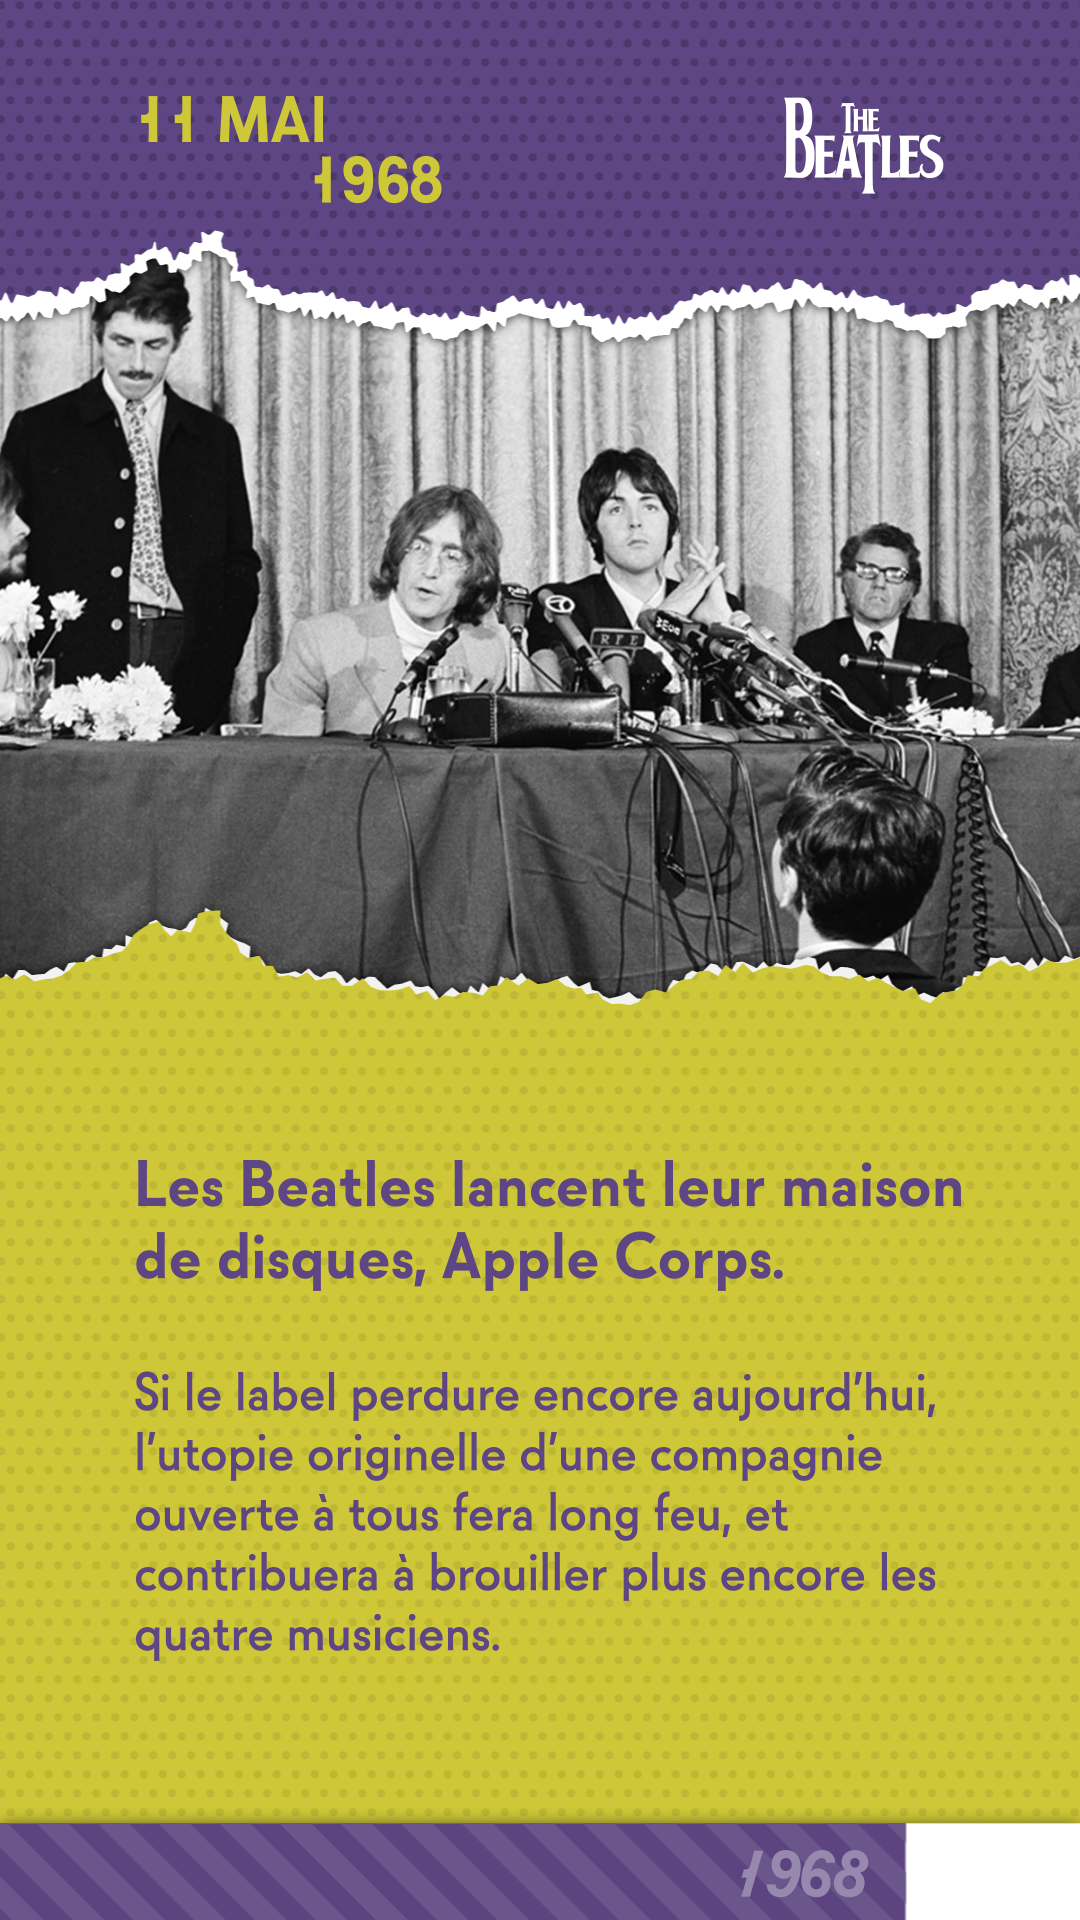 11 MAI
1968
THE
BEATLES
RFE
Les Beatles lancent leur maison
de disques, Apple Corps.
Si le label perdure encore aujourd’hui,
l’utopie originelle d’une compagnie
ouverte à tous fera long feu, et
contribuera à brouiller plus encore les
quatre musiciens.
1968